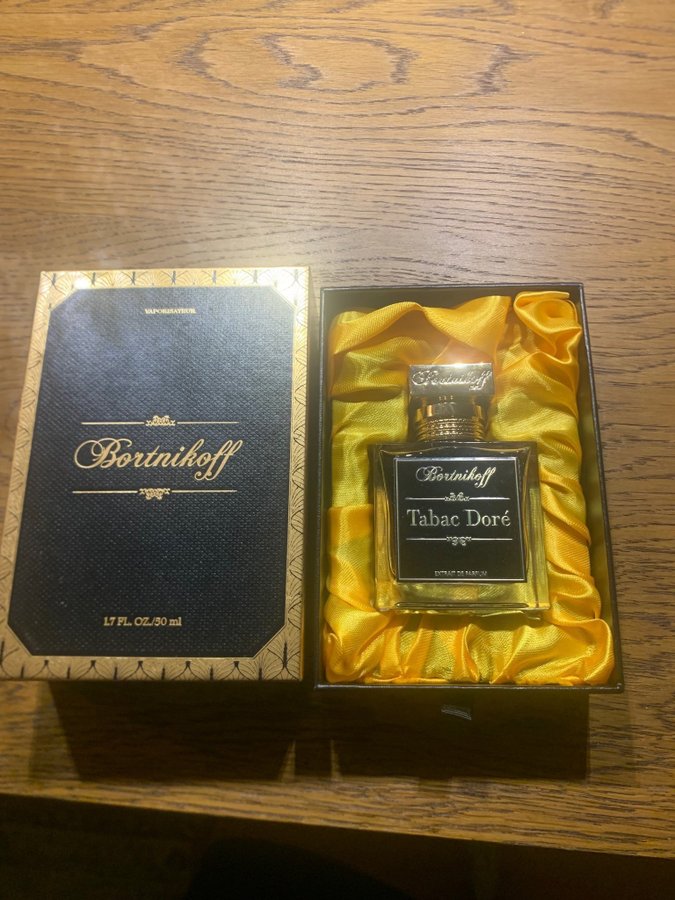 VAPORISATEUR
Bortnikoff
1.7 FL. OZ./50 ml
Bortnikoff
Bortnikoff
Tabac Doré
EXTRAIT DE PARFUM